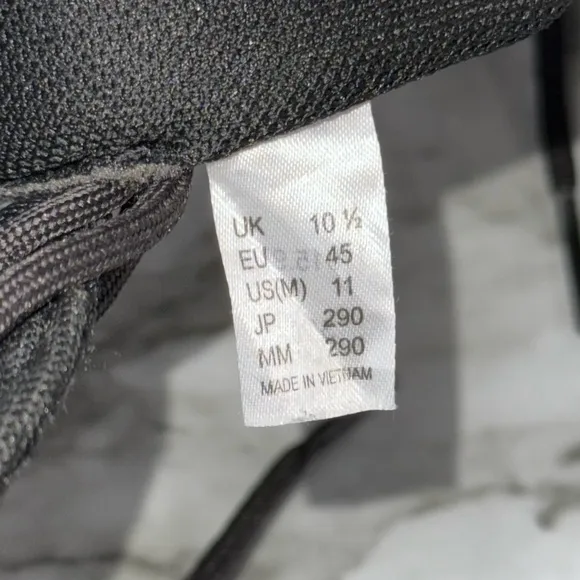 UK 10 ½
EU 45
US(M) 11
JP 290
MM 290
MADE IN VIETNAM